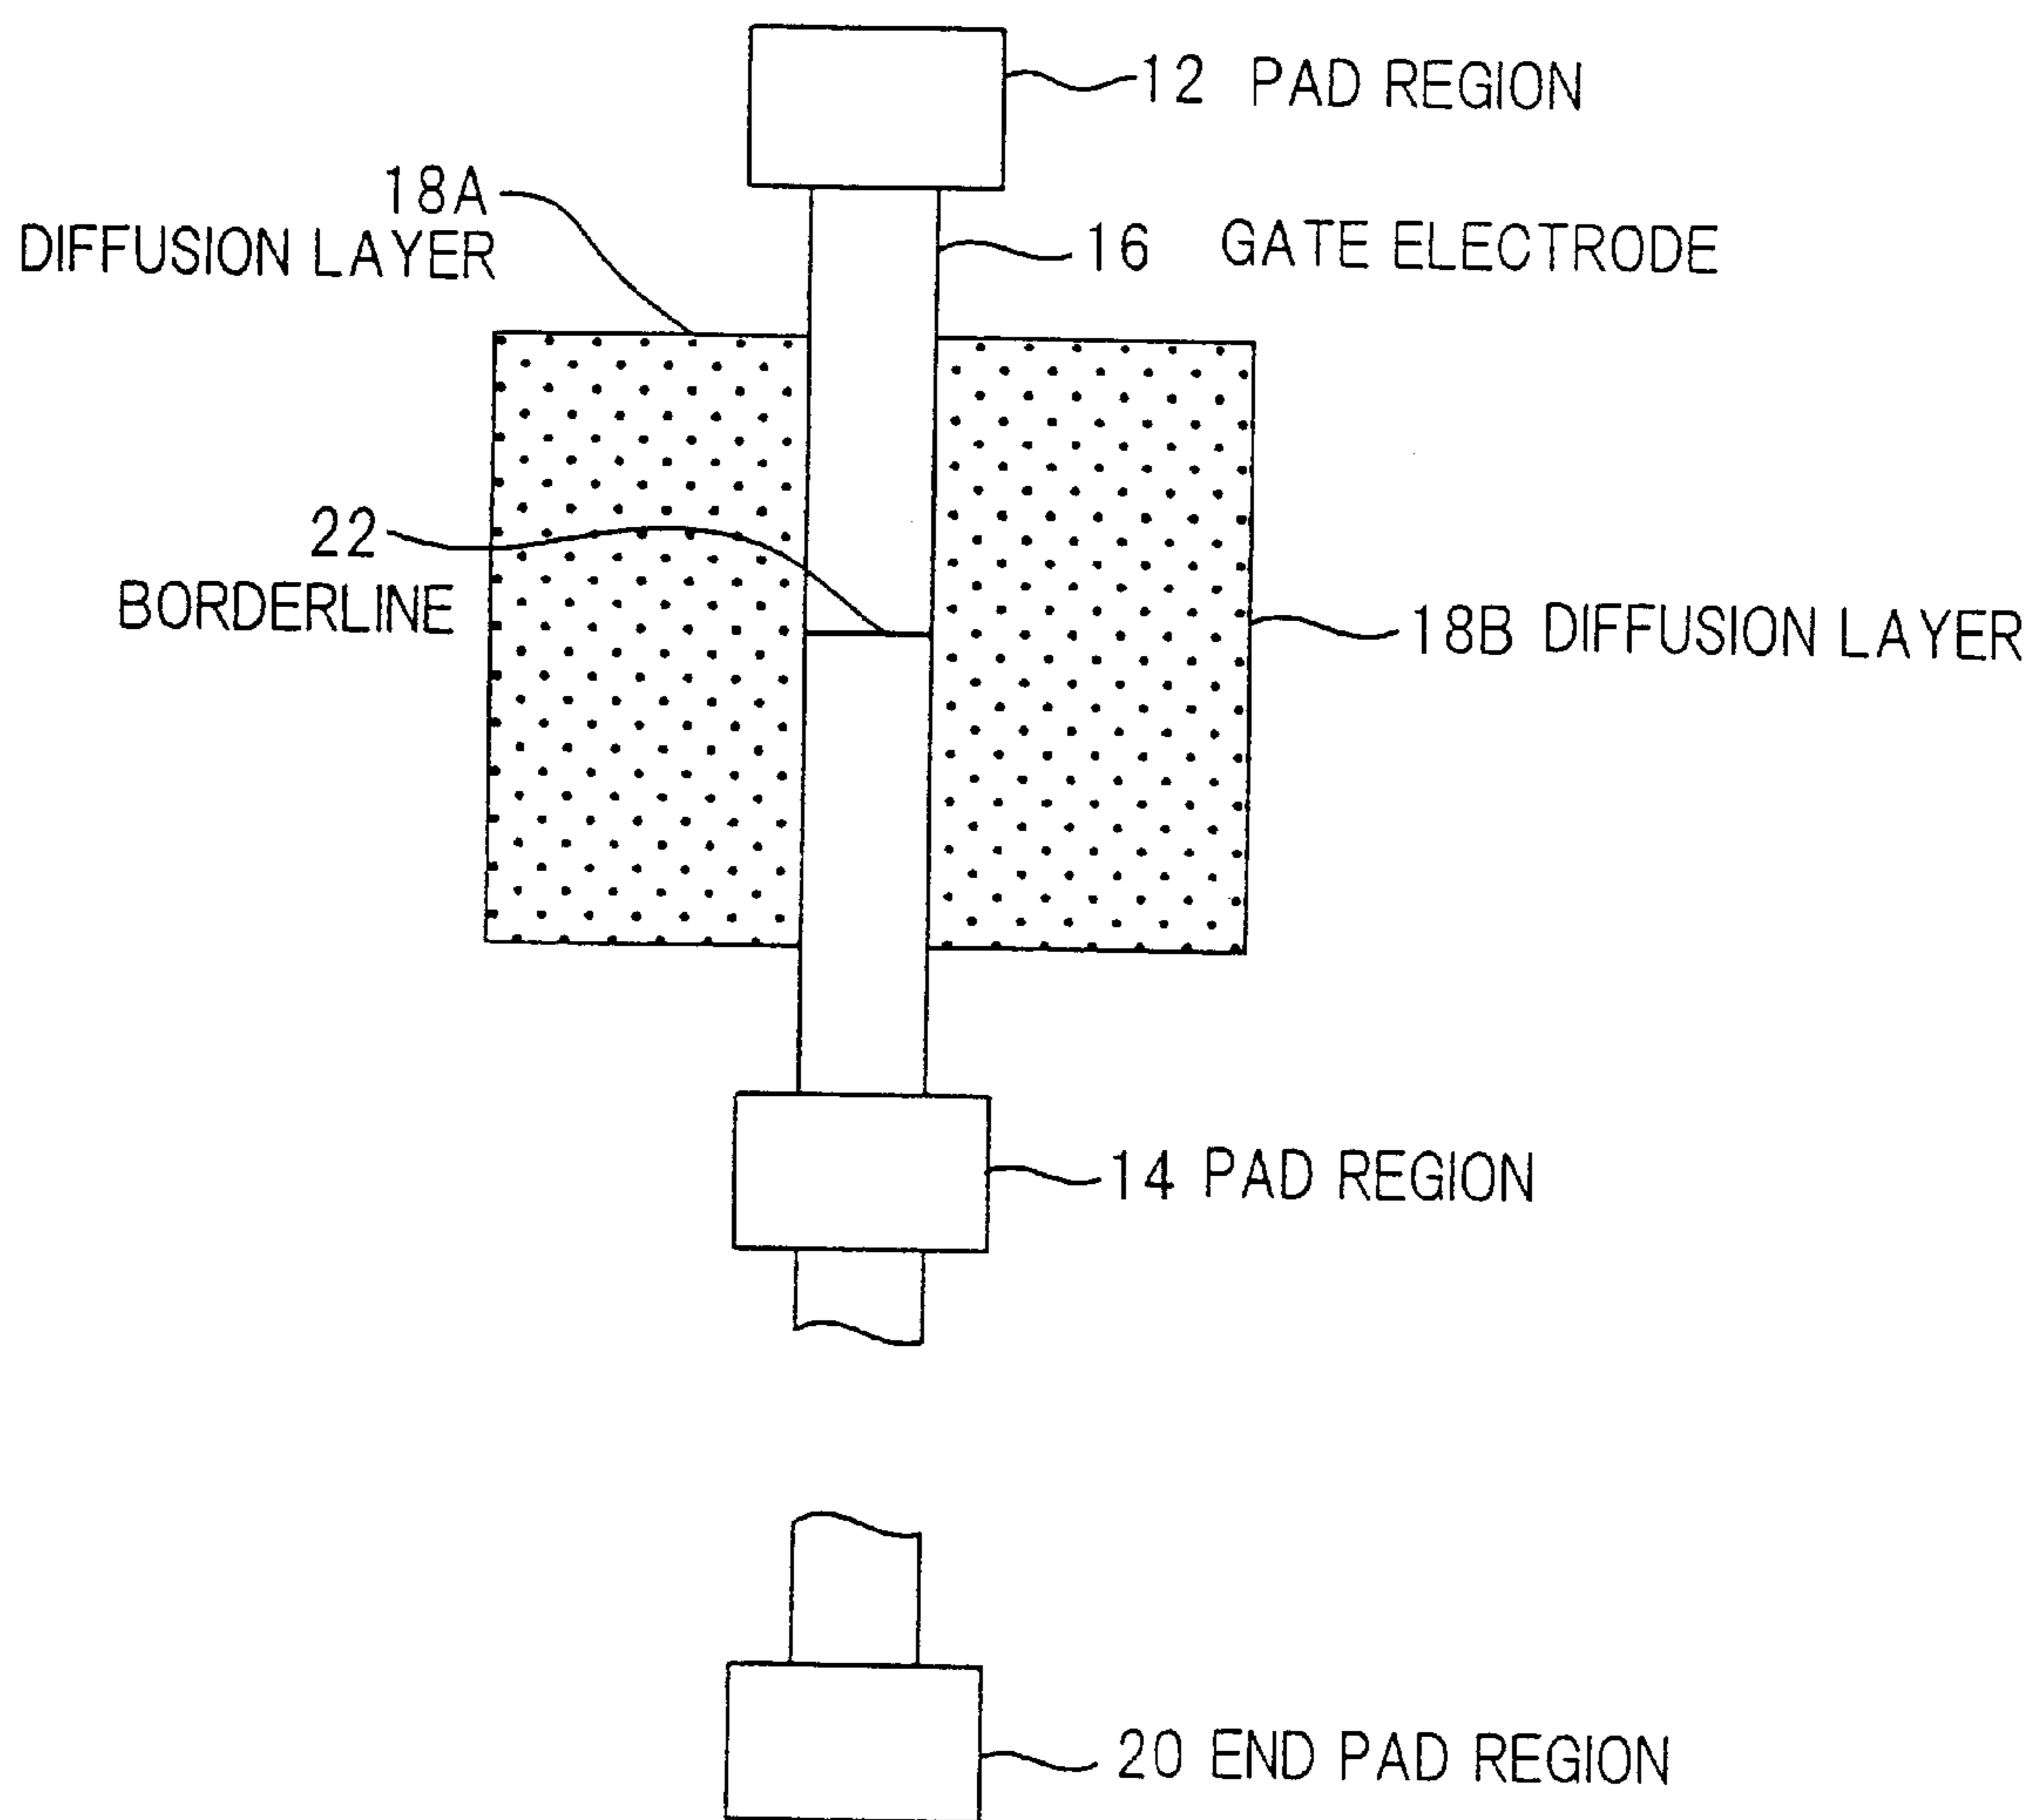 12 PAD REGION
18A
DIFFUSION LAYER
16 GATE ELECTRODE
22
BORDERLINE
18B DIFFUSION LAYER
14 PAD REGION
20 END PAD REGION